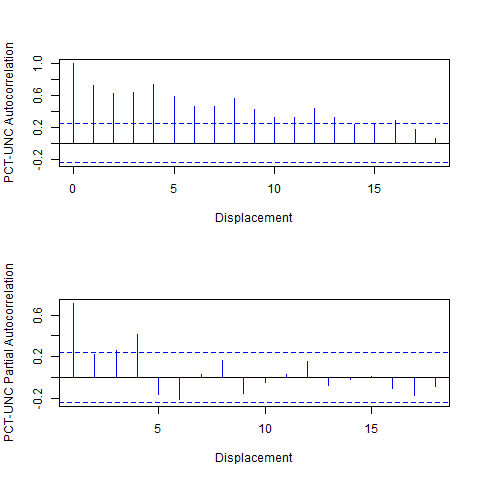 PCT-UNC Autocorrelation
1.0
0.6
0.2
-0.2
0 5 10 15
Displacement
PCT-UNC Partial Autocorrelation
0.6
0.2
-0.2
5 10 15
Displacement